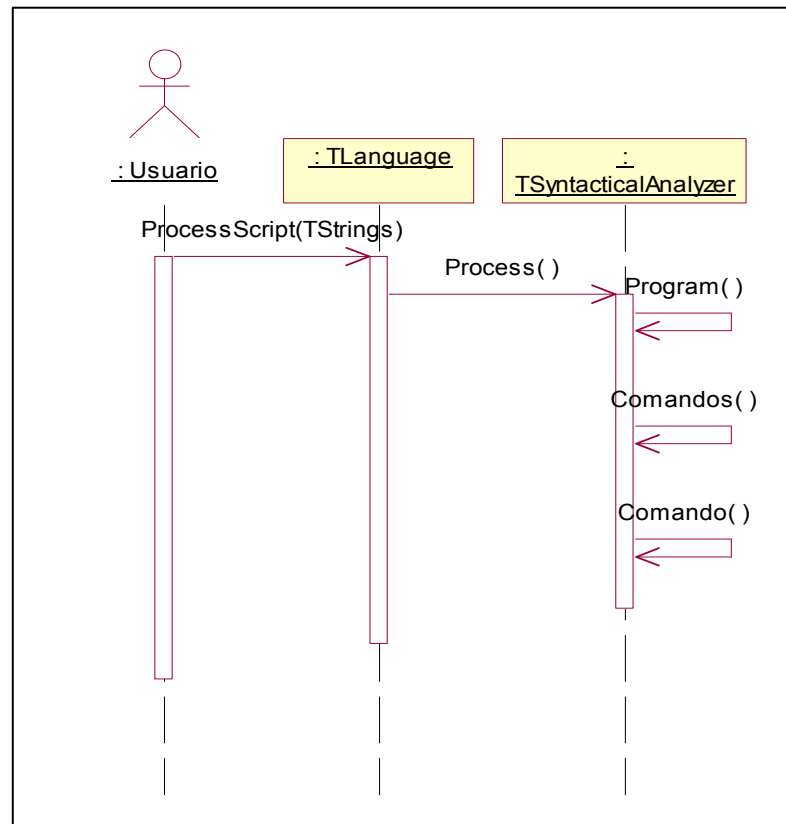 : Usuario
: TLanguage
:
TSyntacticalAnalyzer
ProcessScript(TStrings)
Process( )
Program( )
Comandos( )
Comando( )